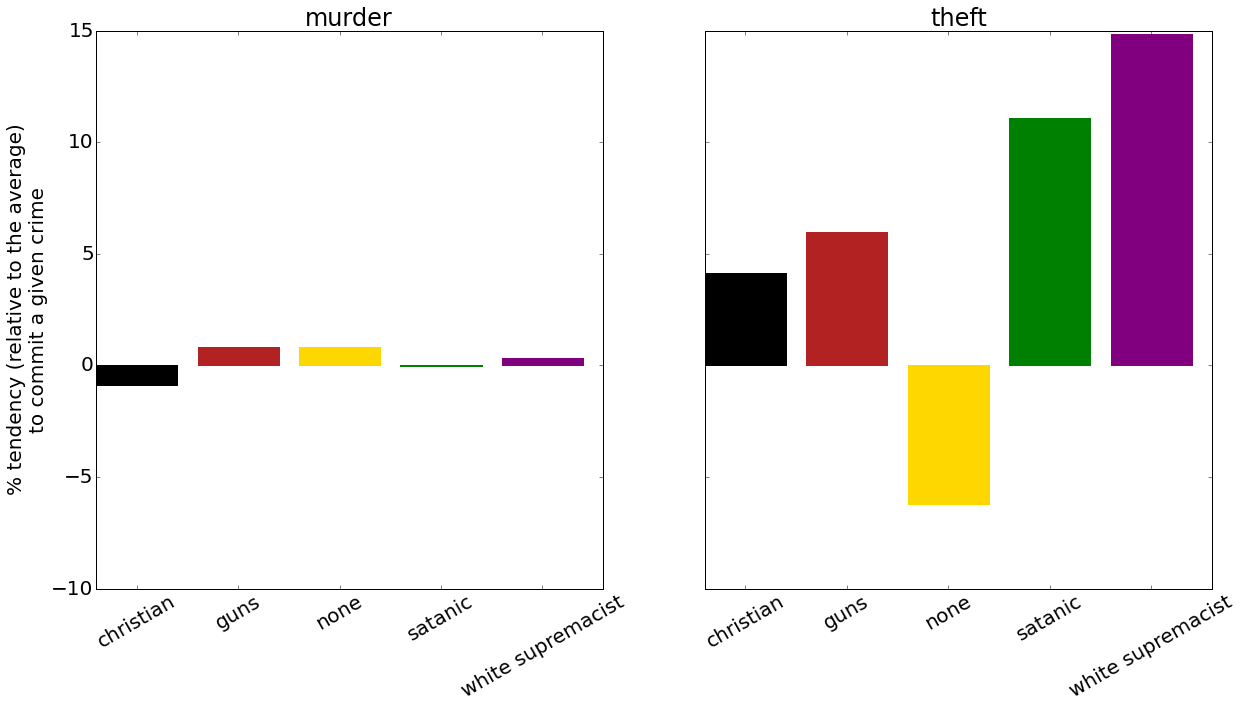 murder
% tendency (relative to the average)
to commit a given crime
15
10
5
0
−5
−10
christian
guns
none
satanic
white supremacist
theft
christian
guns
none
satanic
white supremacist